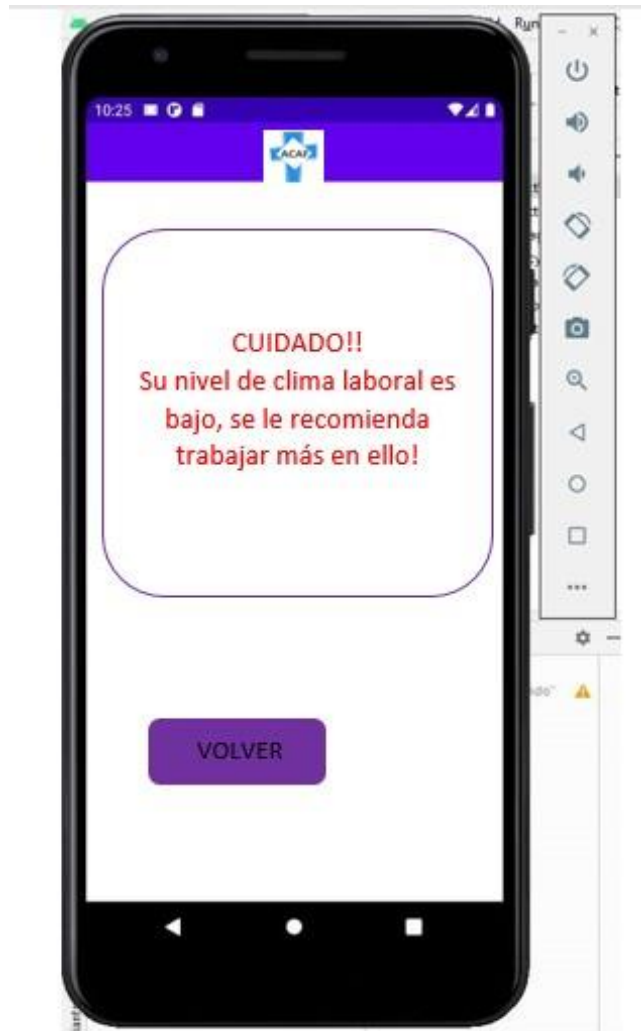 Run
10:25
ACAF
CUIDADO!!
Su nivel de clima laboral es
bajo, se le recomienda
trabajar más en ello!
VOLVER